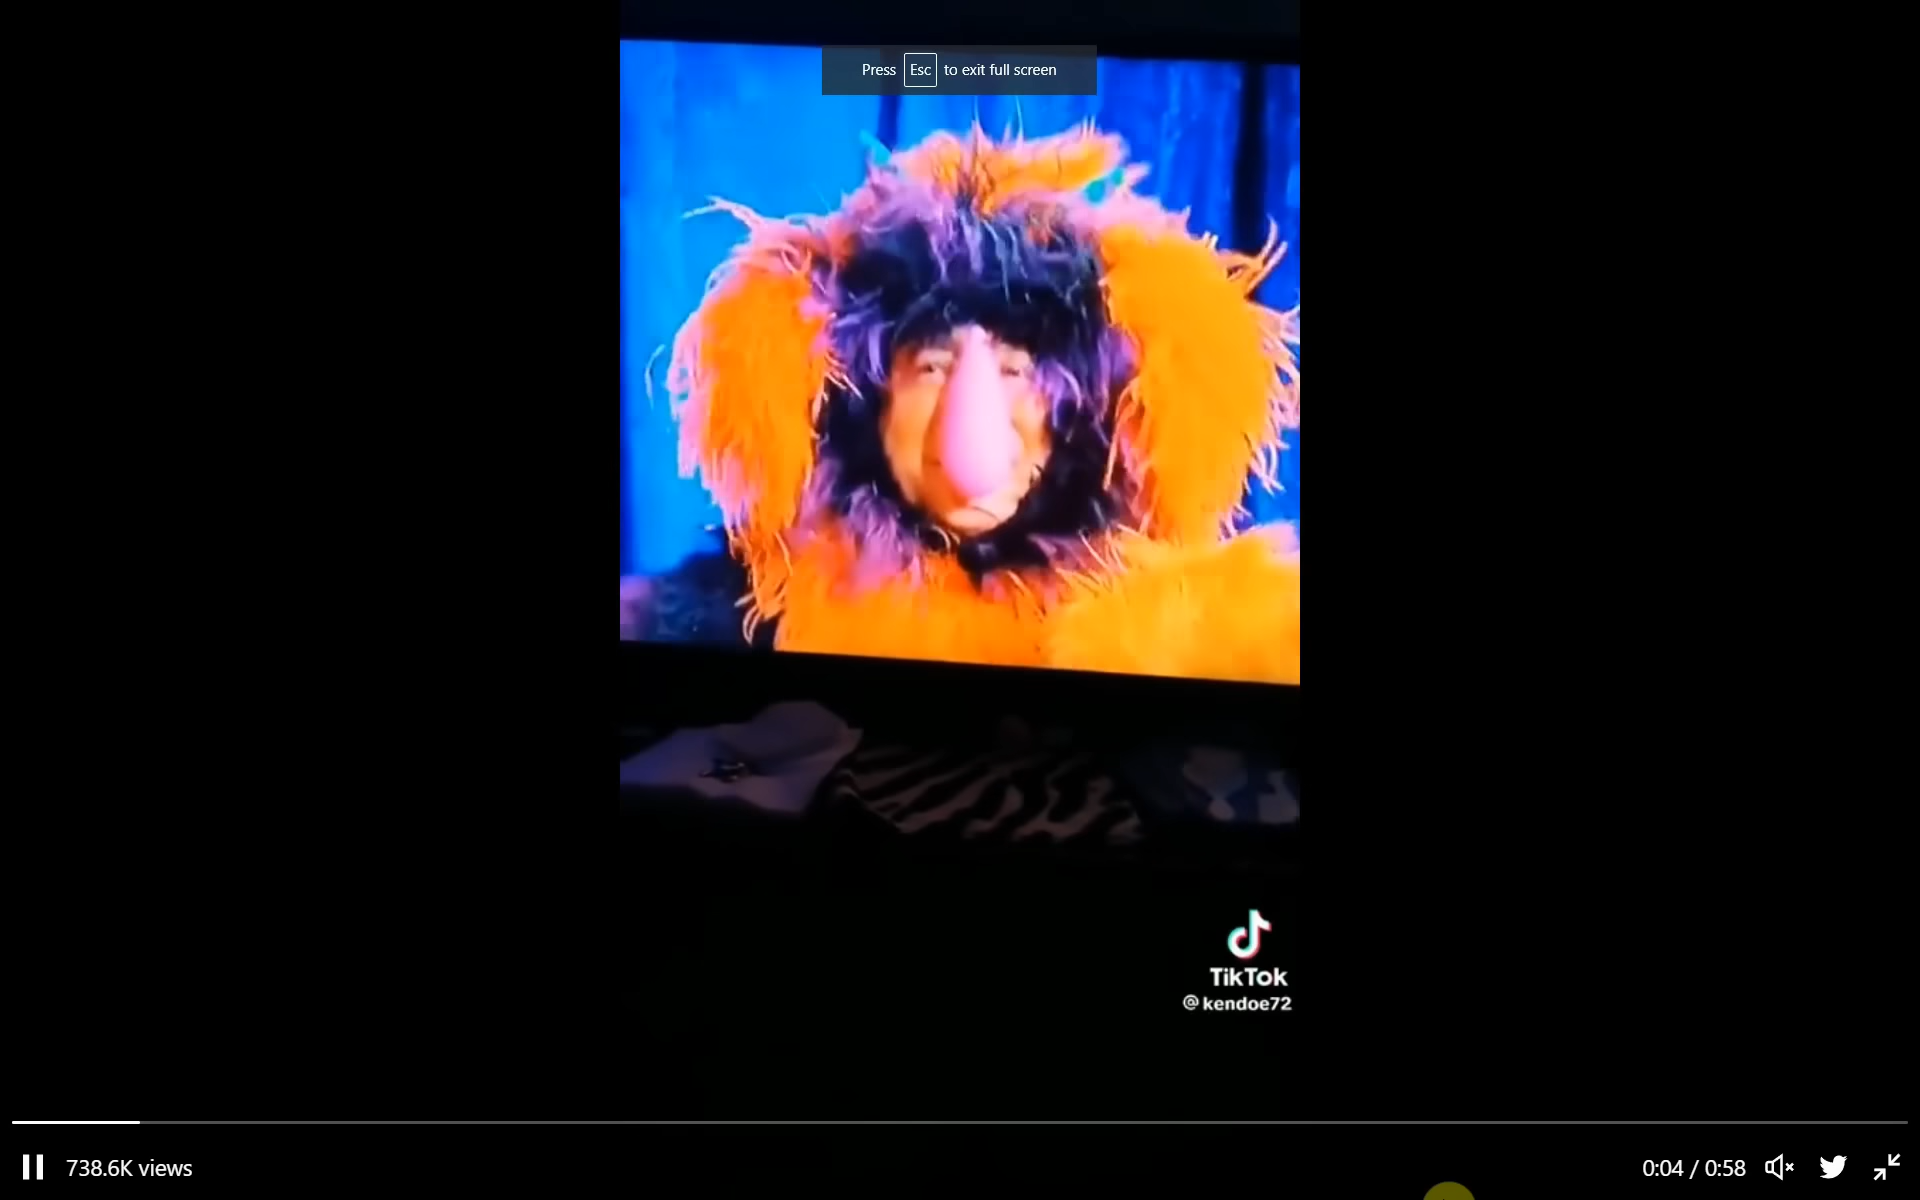 Press Esc to exit full screen
TikTok
@kendoe72
738.6K views
0:04 / 0:58